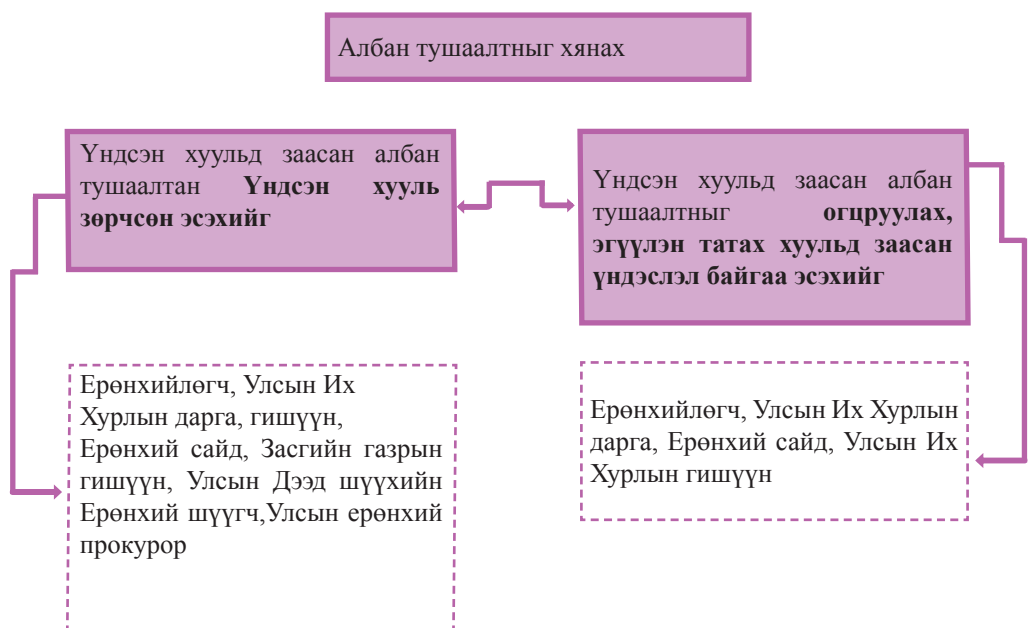 Албан тушаалтныг хянах
Үндсэн хуульд заасан албан
тушаалтан Үндсэн хууль
зөрчсөн эсэхийг
Үндсэн хуульд заасан албан
тушаалтныг огцруулах,
эгүүлэн татах хуульд заасан
үндэслэл байгаа эсэхийг
Ерөнхийлөгч, Улсын Их
Хурлын дарга, гишүүн,
Ерөнхий сайд, Засгийн газрын
гишүүн, Улсын Дээд шүүхийн
Ерөнхий шүүгч,Улсын ерөнхий
прокурор
Ерөнхийлөгч, Улсын Их Хурлын
дарга, Ерөнхий сайд, Улсын Их
Хурлын гишүүн